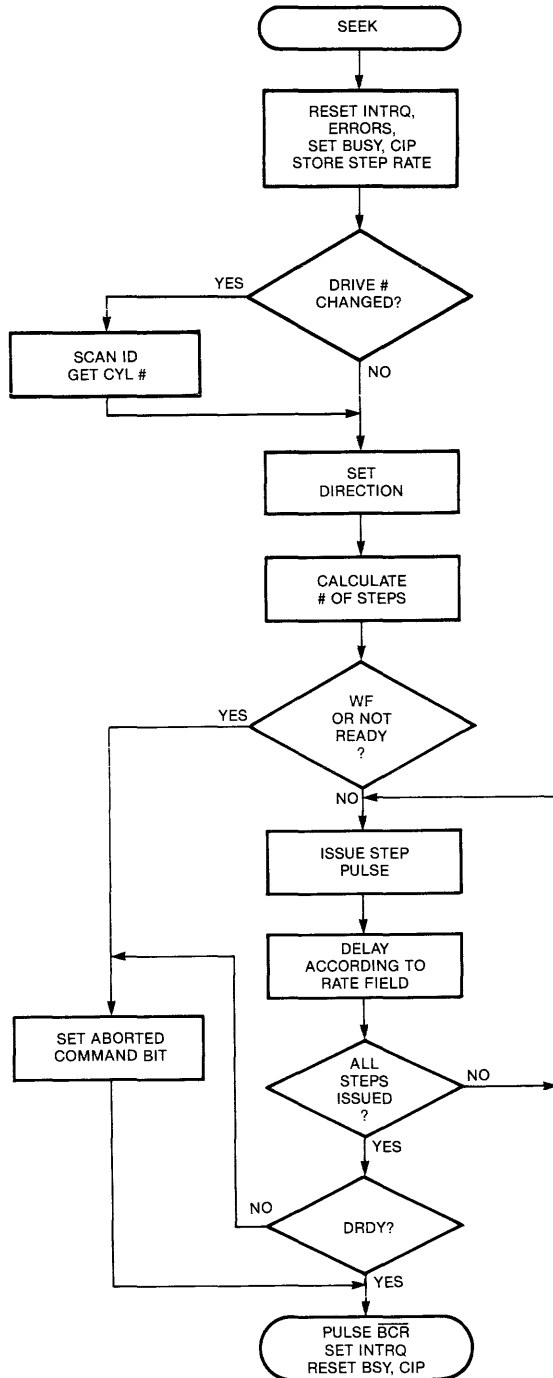 SEEK
RESET INTRQ,
ERRORS,
SET BUSY, CIP
STORE STEP RATE
YES
DRIVE #
CHANGED?
SCAN ID
GET CYL #
NO
SET
DIRECTION
CALCULATE
# OF STEPS
YES
WF
OR NOT
READY
?
NO
ISSUE STEP
PULSE
DELAY
ACCORDING TO
RATE FIELD
SET ABORTED
COMMAND BIT
ALL
STEPS
ISSUED
?
NO
YES
NO
DRDY?
YES
PULSE B̅C̅R̅
SET INTRQ
RESET BSY, CIP